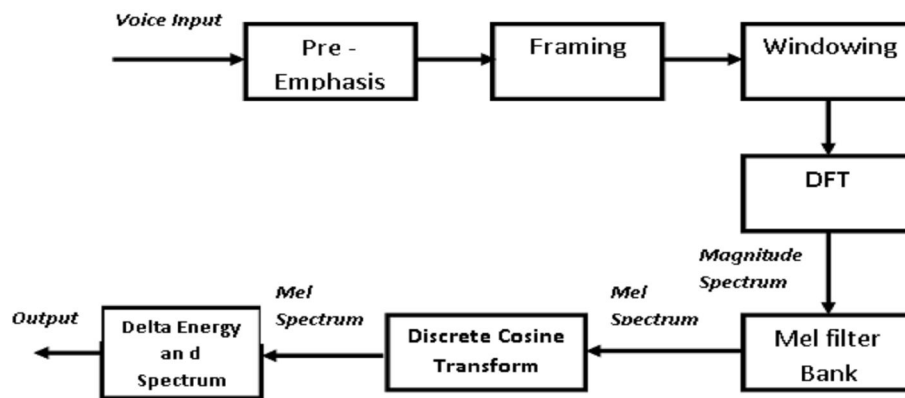 Voice Input
Pre -
Emphasis
Framing
Windowing
DFT
Magnitude
Spectrum
Mel filter
Bank
Mel
Spectrum
Discrete Cosine
Transform
Mel
Spectrum
Delta Energy
an d
Spectrum
Output